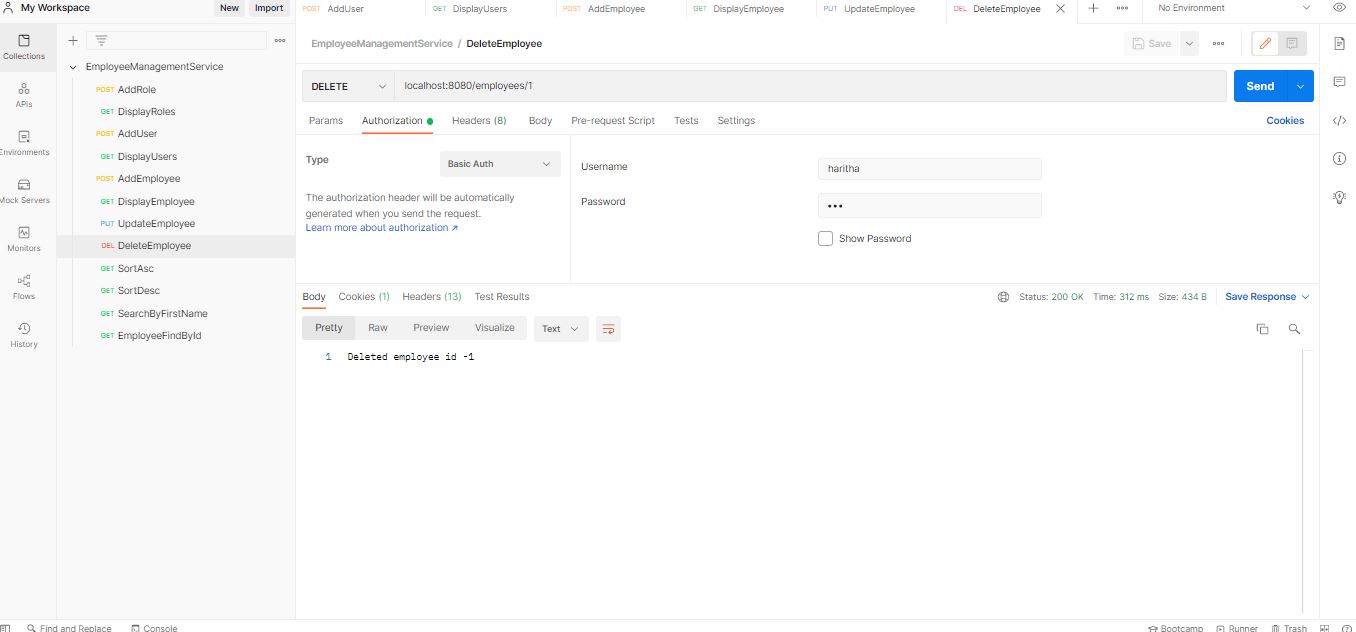 My Workspace New Import POST AddUser GET DisplayUsers POST AddEmployee GET DisplayEmployee PUT UpdateEmployee DEL DeleteEmployee No Environment
Collections
APIs
Environments
Mock Servers
Monitors
Flows
History
EmployeeManagementService
POST AddRole
GET DisplayRoles
POST AddUser
GET DisplayUsers
POST AddEmployee
GET DisplayEmployee
PUT UpdateEmployee
DEL DeleteEmployee
GET SortAsc
GET SortDesc
GET SearchByFirstName
GET EmployeeFindById
EmployeeManagementService / DeleteEmployee Save
DELETE localhost:8080/employees/1 Send
Params Authorization Headers (8) Body Pre-request Script Tests Settings Cookies
Type Basic Auth
The authorization header will be automatically
generated when you send the request.
Learn more about authorization ↗
Username haritha
Password •••
Show Password
Body Cookies (1) Headers (13) Test Results Status: 200 OK Time: 312 ms Size: 434 B Save Response
Pretty Raw Preview Visualize Text
1 Deleted employee id -1
Find and Replace Console Bootcamp Runner Trash